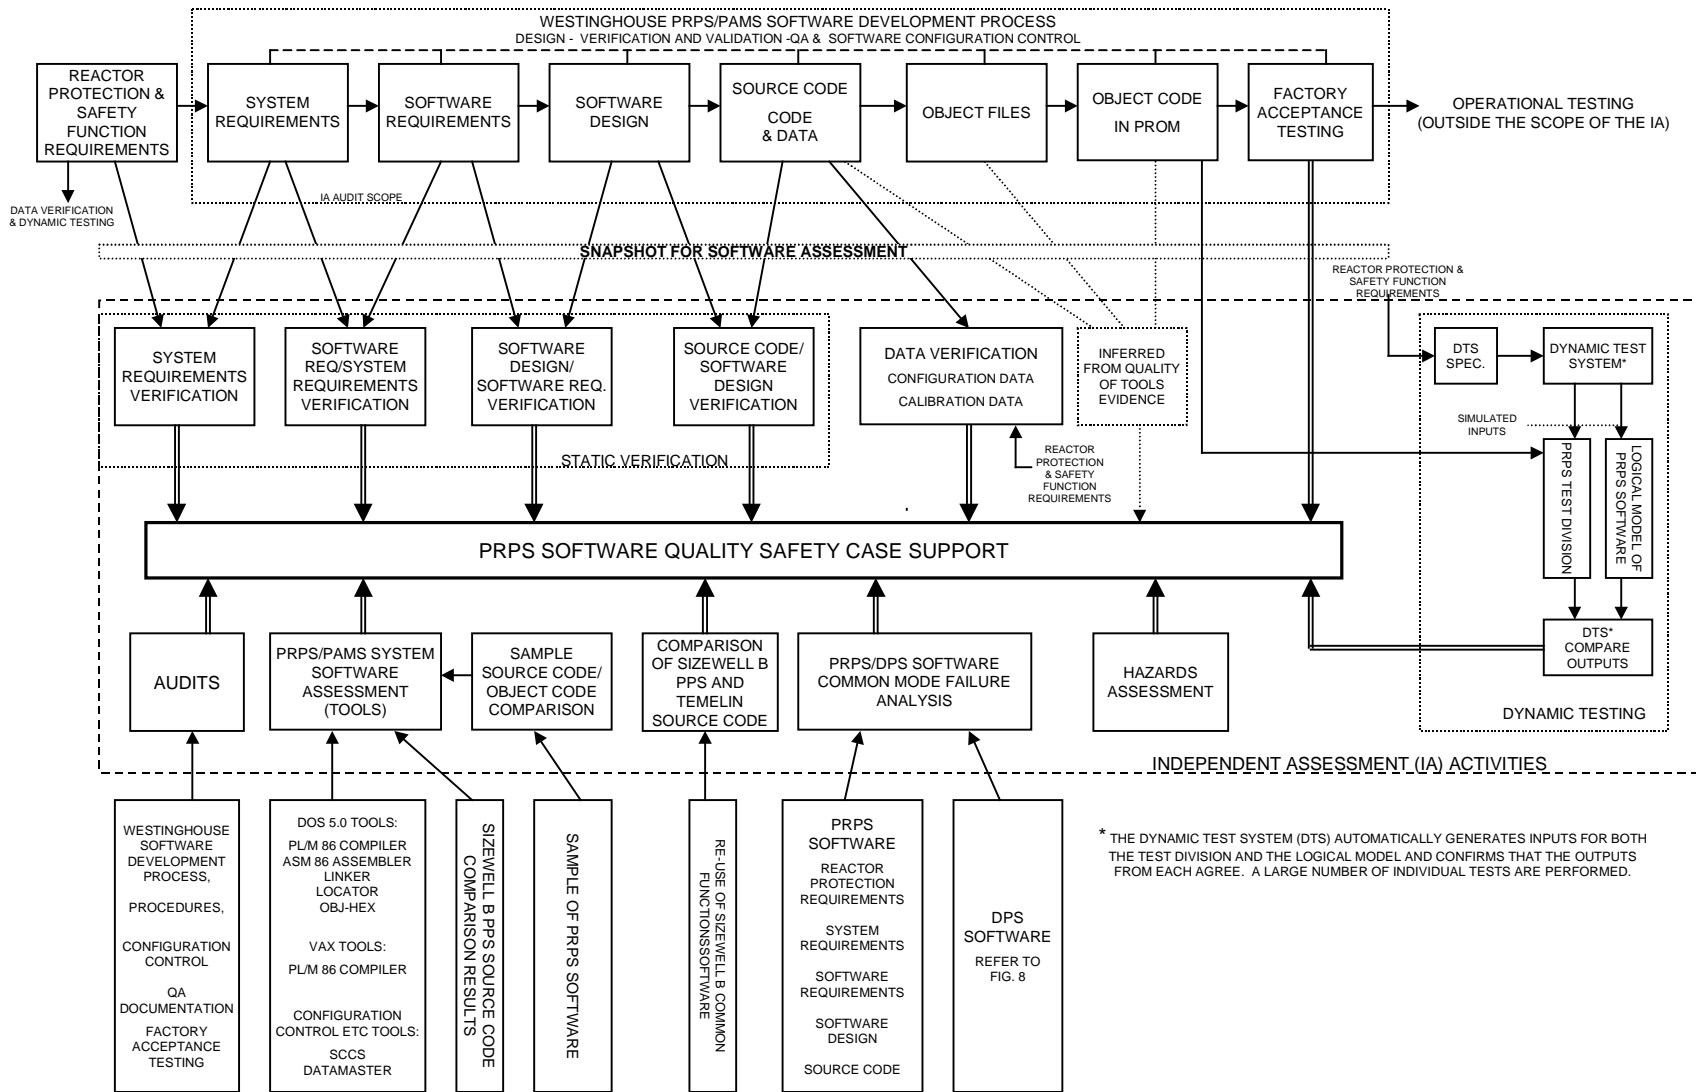 WESTINGHOUSE PRPS/PAMS SOFTWARE DEVELOPMENT PROCESS
DESIGN - VERIFICATION AND VALIDATION -QA & SOFTWARE CONFIGURATION CONTROL
REACTOR
PROTECTION &
SAFETY
FUNCTION
REQUIREMENTS
SYSTEM
REQUIREMENTS
SOFTWARE
REQUIREMENTS
SOFTWARE
DESIGN
SOURCE CODE
CODE
& DATA
OBJECT FILES
OBJECT CODE
IN PROM
FACTORY
ACCEPTANCE
TESTING
OPERATIONAL TESTING
(OUTSIDE THE SCOPE OF THE IA)
IA AUDIT SCOPE
DATA VERIFICATION
& DYNAMIC TESTING
SNAPSHOT FOR SOFTWARE ASSESSMENT
REACTOR PROTECTION &
SAFETY FUNCTION
REQUIREMENTS
SYSTEM
REQUIREMENTS
VERIFICATION
SOFTWARE
REQ/SYSTEM
REQUIREMENTS
VERIFICATION
SOFTWARE
DESIGN/
SOFTWARE REQ.
VERIFICATION
SOURCE CODE/
SOFTWARE
DESIGN
VERIFICATION
DATA VERIFICATION
CONFIGURATION DATA
CALIBRATION DATA
INFERRED
FROM QUALITY
OF TOOLS
EVIDENCE
DTS
SPEC.
DYNAMIC TEST
SYSTEM*
SIMULATED
INPUTS
STATIC VERIFICATION
REACTOR
PROTECTION
& SAFETY
FUNCTION
REQUIREMENTS
PRPS TEST DIVISION
LOGICAL MODEL OF
PRPS SOFTWARE
PRPS SOFTWARE QUALITY SAFETY CASE SUPPORT
AUDITS
PRPS/PAMS SYSTEM
SOFTWARE
ASSESSMENT
(TOOLS)
SAMPLE
SOURCE CODE/
OBJECT CODE
COMPARISON
COMPARISON
OF SIZEWELL B
PPS AND
TEMELIN
SOURCE CODE
PRPS/DPS SOFTWARE
COMMON MODE FAILURE
ANALYSIS
HAZARDS
ASSESSMENT
DTS*
COMPARE
OUTPUTS
DYNAMIC TESTING
INDEPENDENT ASSESSMENT (IA) ACTIVITIES
WESTINGHOUSE
SOFTWARE
DEVELOPMENT
PROCESS,
PROCEDURES,
CONFIGURATION
CONTROL
QA
DOCUMENTATION
FACTORY
ACCEPTANCE
TESTING
DOS 5.0 TOOLS:
PL/M 86 COMPILER
ASM 86 ASSEMBLER
LINKER
LOCATOR
OBJ-HEX
VAX TOOLS:
PL/M 86 COMPILER
CONFIGURATION
CONTROL ETC TOOLS:
SCCS
DATAMASTER
SIZEWELL B PPS SOURCE CODE
COMPARISON RESULTS
SAMPLE OF PRPS SOFTWARE
RE-USE OF SIZEWELL B COMMON
FUNCTIONSSOFTWARE
PRPS
SOFTWARE
REACTOR
PROTECTION
REQUIREMENTS
SYSTEM
REQUIREMENTS
SOFTWARE
REQUIREMENTS
SOFTWARE
DESIGN
SOURCE CODE
DPS
SOFTWARE
REFER TO
FIG. 8
* THE DYNAMIC TEST SYSTEM (DTS) AUTOMATICALLY GENERATES INPUTS FOR BOTH
THE TEST DIVISION AND THE LOGICAL MODEL AND CONFIRMS THAT THE OUTPUTS
FROM EACH AGREE. A LARGE NUMBER OF INDIVIDUAL TESTS ARE PERFORMED.